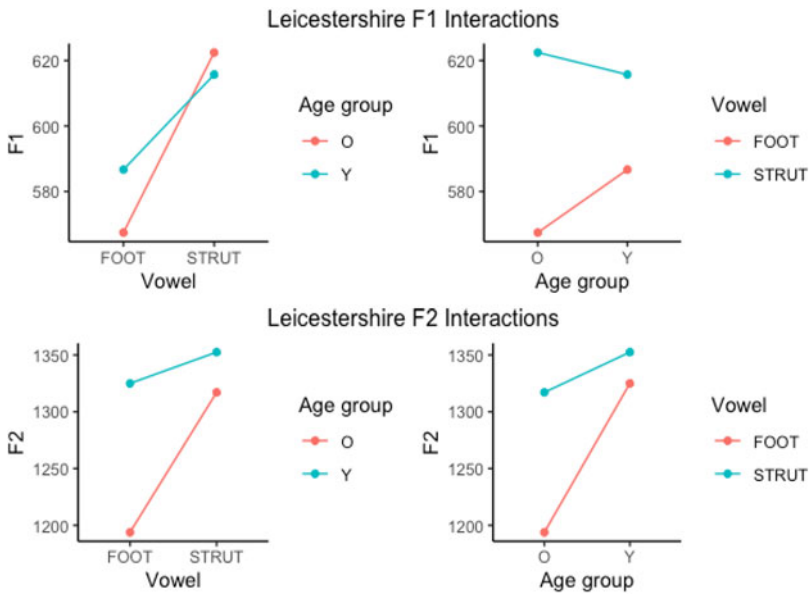 Leicestershire F1 Interactions
620
600
580
F1
FOOT STRUT
Vowel
Age group
O
Y
620
600
580
F1
O Y
Age group
Vowel
FOOT
STRUT
Leicestershire F2 Interactions
1350
1300
1250
1200
F2
FOOT STRUT
Vowel
Age group
O
Y
1350
1300
1250
1200
F2
O Y
Age group
Vowel
FOOT
STRUT